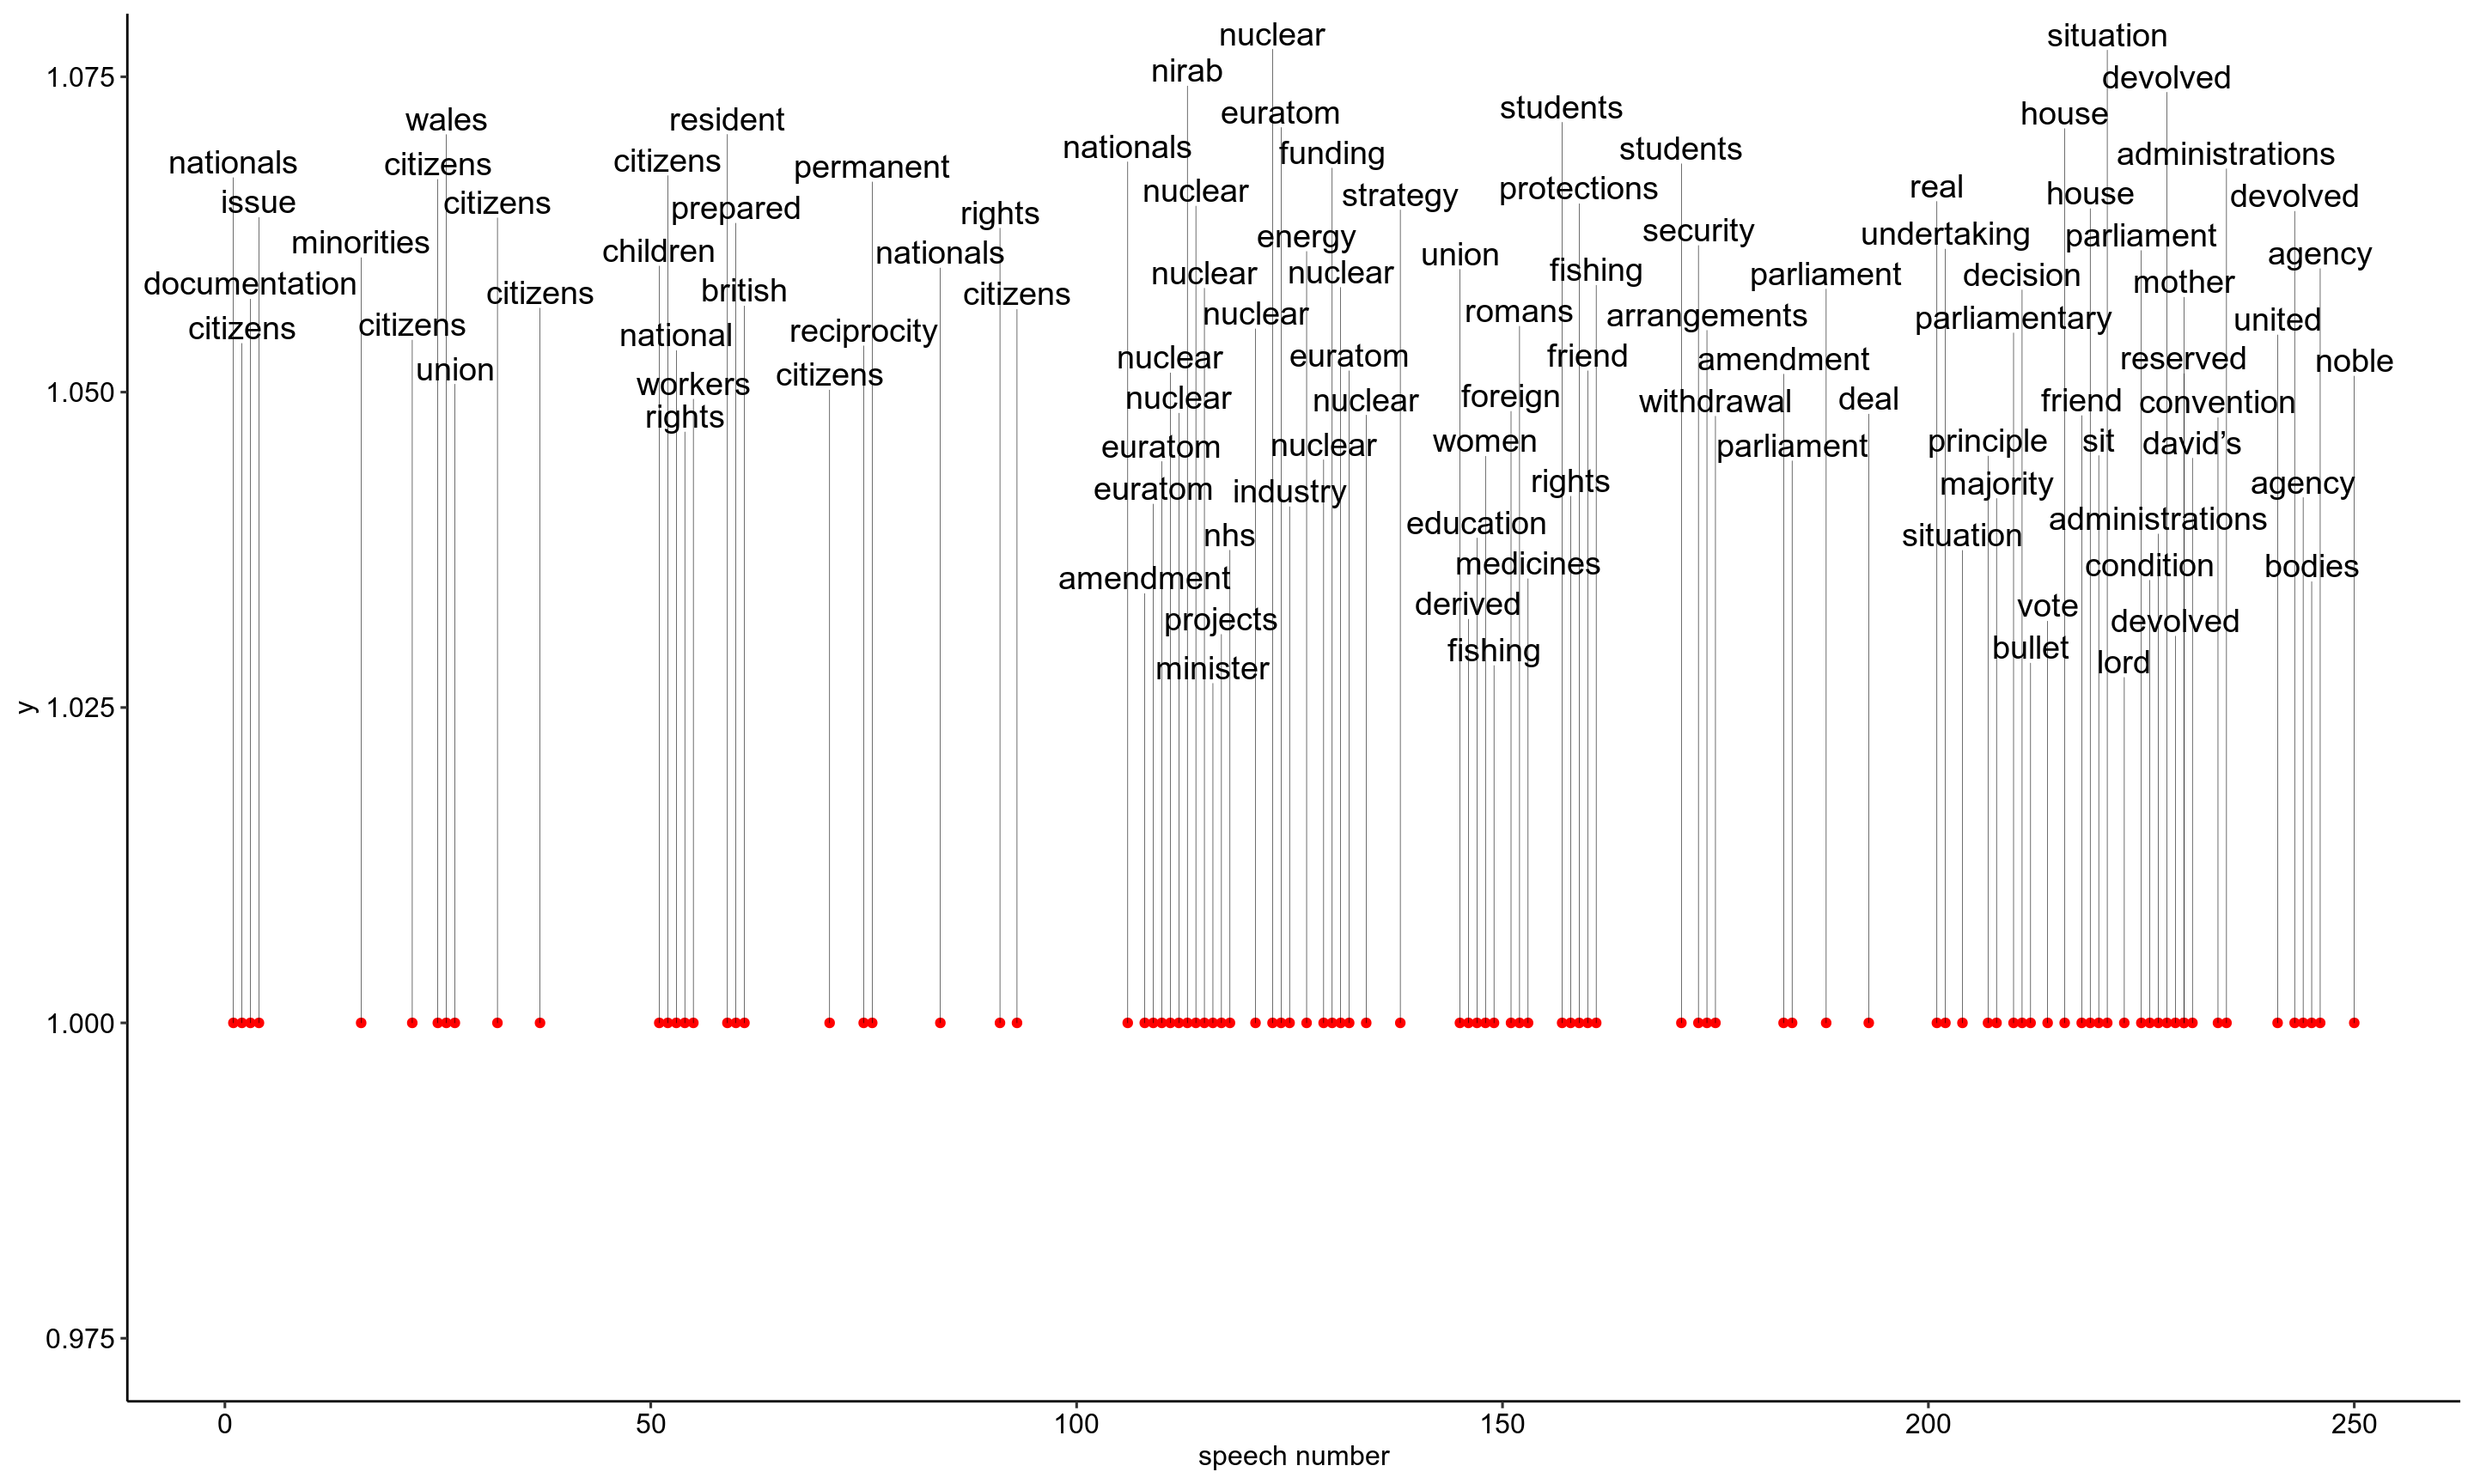 nuclear
situation
nirab
1.075
devolved
students
house
euratom
wales
resident
nationals
funding
students
administrations
citizens
nationals
citizens
permanent
real
nuclear
protections
house
strategy
devolved
issue
citizens
prepared
rights
security
undertaking
parliament
energy
minorities
children
nationals
union
agency
fishing
nuclear
nuclear
parliament
decision
mother
documentation
british
citizens
citizens
romans
nuclear
arrangements
parliamentary
united
citizens
citizens
national
reciprocity
euratom
friend
nuclear
amendment
reserved
noble
union
citizens
workers
1.050
foreign
nuclear
nuclear
withdrawal
deal
friend
convention
rights
women
principle
sit
david’s
euratom
nuclear
parliament
rights
majority
agency
euratom
industry
education
administrations
nhs
situation
medicines
condition
bodies
amendment
derived
vote
projects
devolved
bullet
fishing
lord
minister
y
1.025
1.000
0.975
0
50
100
150
200
250
speech number